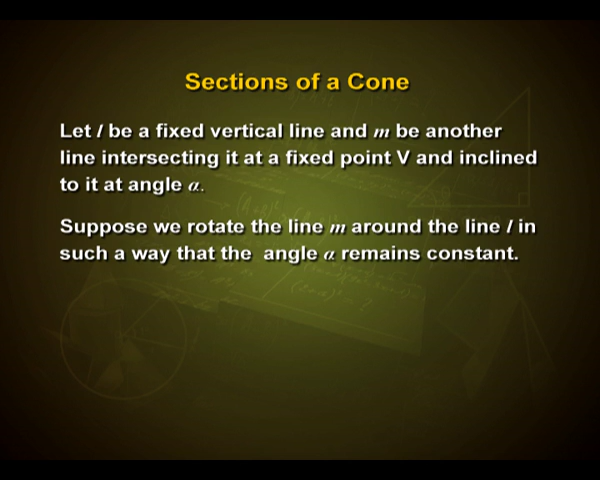 Sections of a Cone
Let l be a fixed vertical line and m be another
line intersecting it at a fixed point V and inclined
to it at angle α.
Suppose we rotate the line m around the line l in
such a way that the angle α remains constant.